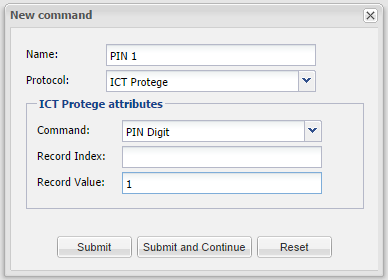 New command
Name: PIN 1
Protocol: ICT Protege
ICT Protege attributes
Command: PIN Digit
Record Index:
Record Value: 1
Submit Submit and Continue Reset